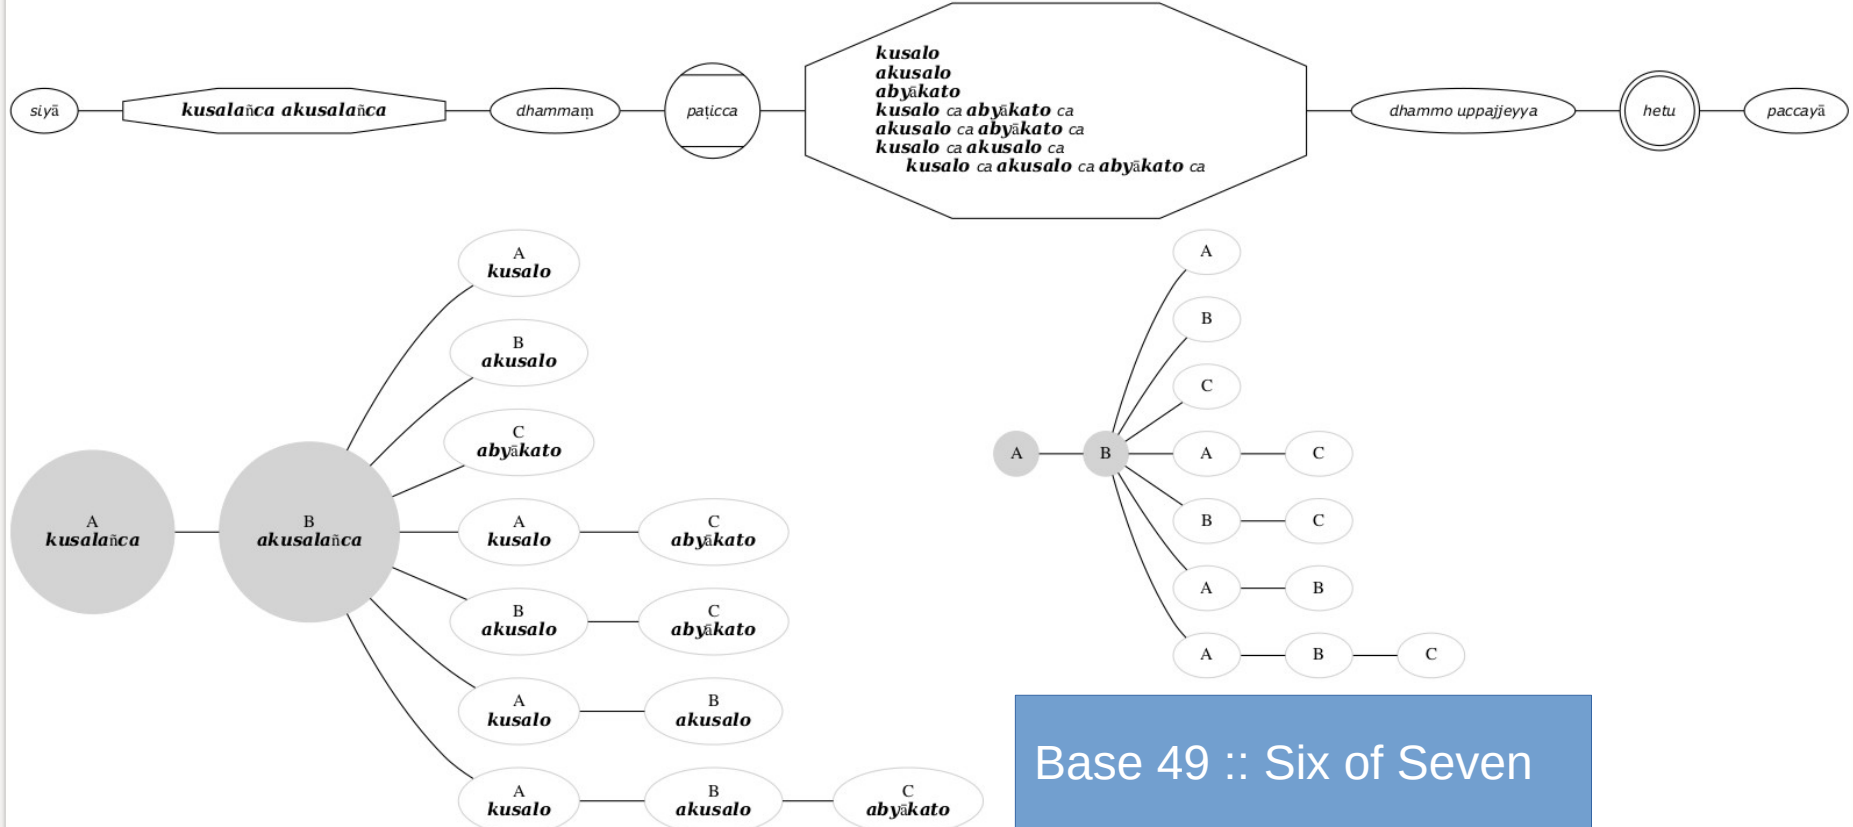 siyā
kusalañca akusalañca
dhammaṃ
paṭicca
kusalo
akusalo
abyākato
kusalo ca abyākato ca
akusalo ca abyākato ca
kusalo ca akusalo ca
kusalo ca akusalo ca abyākato ca
dhammo uppajjeyya
hetu
paccayā
A
kusalañca
B
akusalañca
A
kusalo
B
akusalo
C
abyākato
A
kusalo
C
abyākato
B
akusalo
C
abyākato
A
kusalo
B
akusalo
A
kusalo
B
akusalo
C
abyākato
A
B
A
B
C
A
C
B
C
A
B
A
B
C
Base 49 :: Six of Seven